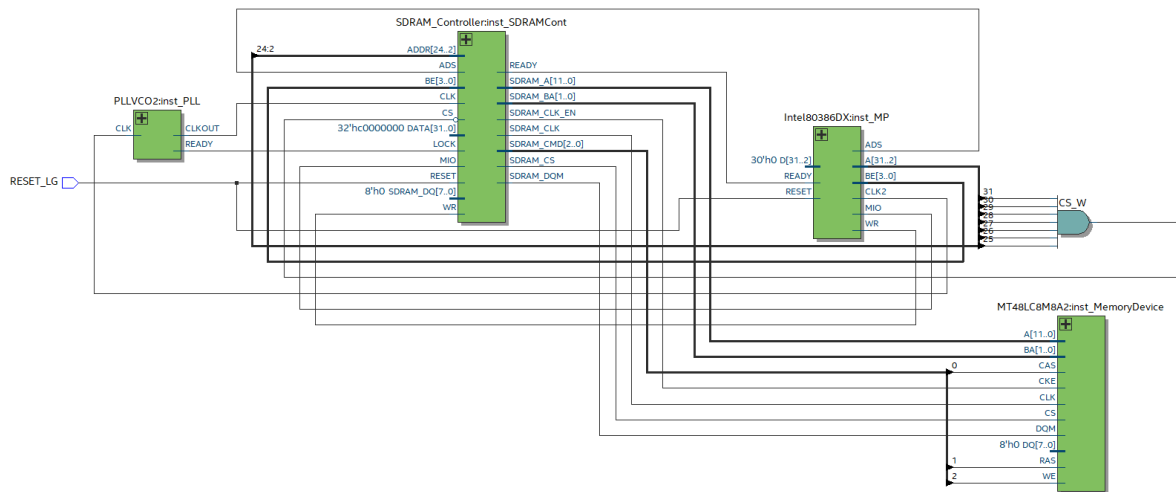 SDRAM_Controller:inst_SDRAMCont
24:2
ADDR[24..2]
ADS
BE[3..0]
CLK
CS
32'hc0000000 DATA[31..0]
LOCK
MIO
RESET
8'h0 SDRAM_DQ[7..0]
WR
READY
SDRAM_A[11..0]
SDRAM_BA[1..0]
SDRAM_CLK_EN
SDRAM_CLK
SDRAM_CMD[2..0]
SDRAM_CS
SDRAM_DQM
PLLVCO2:inst_PLL
CLK
CLKOUT
READY
RESET_LG
Intel80386DX:inst_MP
30'h0 D[31..2]
READY
RESET
ADS
A[31..2]
BE[3..0]
CLK2
MIO
WR
31
30
29
28
27
26
25
CS_W
MT48LC8M8A2:inst_MemoryDevice
A[11..0]
BA[1..0]
0
CAS
CKE
CLK
CS
DQM
8'h0 DQ[7..0]
1
RAS
2
WE